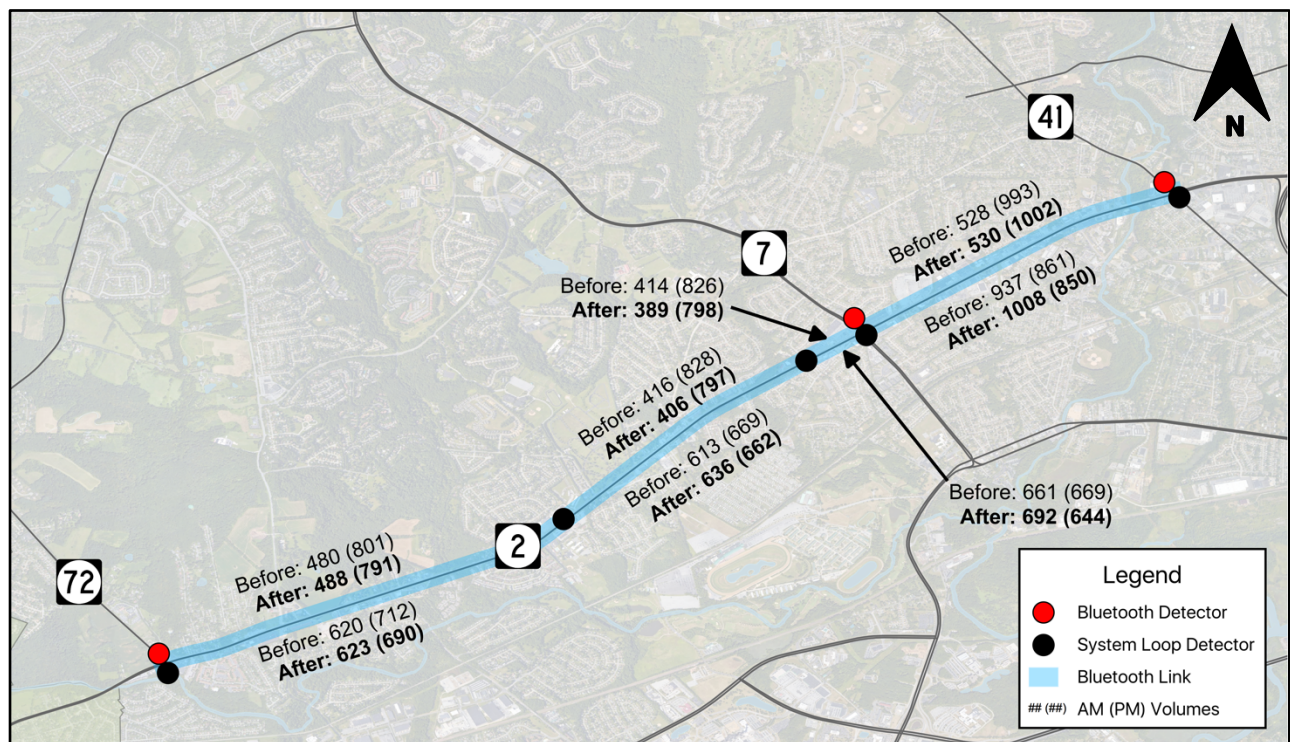 41
N
7
Before: 528 (993)
After: 530 (1002)
Before: 937 (861)
After: 1008 (850)
Before: 414 (826)
After: 389 (798)
Before: 416 (828)
After: 406 (797)
Before: 613 (669)
After: 636 (662)
Before: 661 (669)
After: 692 (644)
2
72
Before: 480 (801)
After: 488 (791)
Before: 620 (712)
After: 623 (690)
Legend
Bluetooth Detector
System Loop Detector
Bluetooth Link
## (##) AM (PM) Volumes